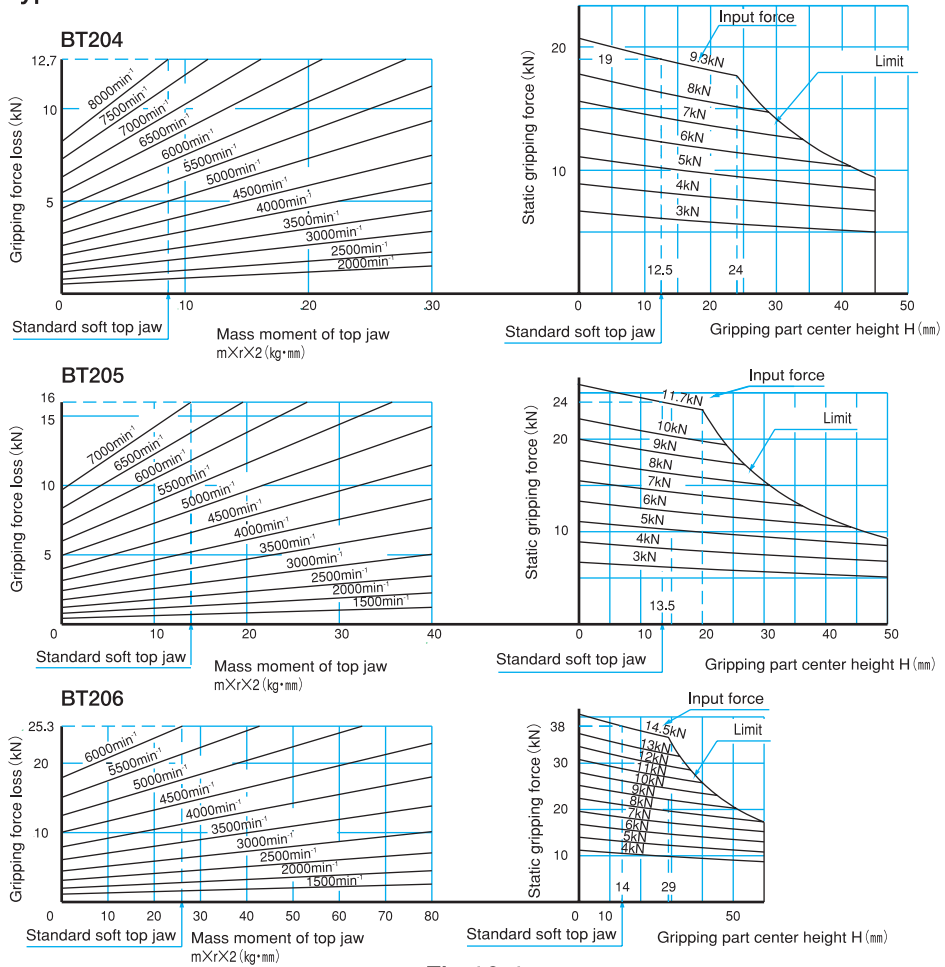 BT204
Gripping force loss (kN)
12.7
10
5
8000min⁻¹
7500min⁻¹
7000min⁻¹
6500min⁻¹
6000min⁻¹
5500min⁻¹
5000min⁻¹
4500min⁻¹
4000min⁻¹
3500min⁻¹
3000min⁻¹
2500min⁻¹
2000min⁻¹
0 10 20 30
Standard soft top jaw
Mass moment of top jaw
m×r×2 (kg·mm)
Static gripping force (kN)
20
19
10
Input force
Limit
9.3kN
8kN
7kN
6kN
5kN
4kN
3kN
12.5 24
0 10 20 30 40 50
Standard soft top jaw
Gripping part center height H (mm)
BT205
Gripping force loss (kN)
16
15
10
5
7000min⁻¹
6500min⁻¹
6000min⁻¹
5500min⁻¹
5000min⁻¹
4500min⁻¹
4000min⁻¹
3500min⁻¹
3000min⁻¹
2500min⁻¹
2000min⁻¹
1500min⁻¹
0 10 20 30 40
Standard soft top jaw
Mass moment of top jaw
m×r×2 (kg·mm)
Static gripping force (kN)
24
20
10
Input force
Limit
11.7kN
10kN
9kN
8kN
7kN
6kN
5kN
4kN
3kN
13.5
0 10 20 30 40 50
Standard soft top jaw
Gripping part center height H (mm)
BT206
Gripping force loss (kN)
25.3
20
10
6000min⁻¹
5500min⁻¹
5000min⁻¹
4500min⁻¹
4000min⁻¹
3500min⁻¹
3000min⁻¹
2500min⁻¹
2000min⁻¹
1500min⁻¹
0 10 20 30 40 50 60 70 80
Standard soft top jaw
Mass moment of top jaw
m×r×2 (kg·mm)
Static gripping force (kN)
38
30
20
10
Input force
Limit
14.5kN
13kN
12kN
11kN
10kN
9kN
8kN
7kN
6kN
5kN
4kN
14 29
0 10 50
Standard soft top jaw
Gripping part center height H (mm)